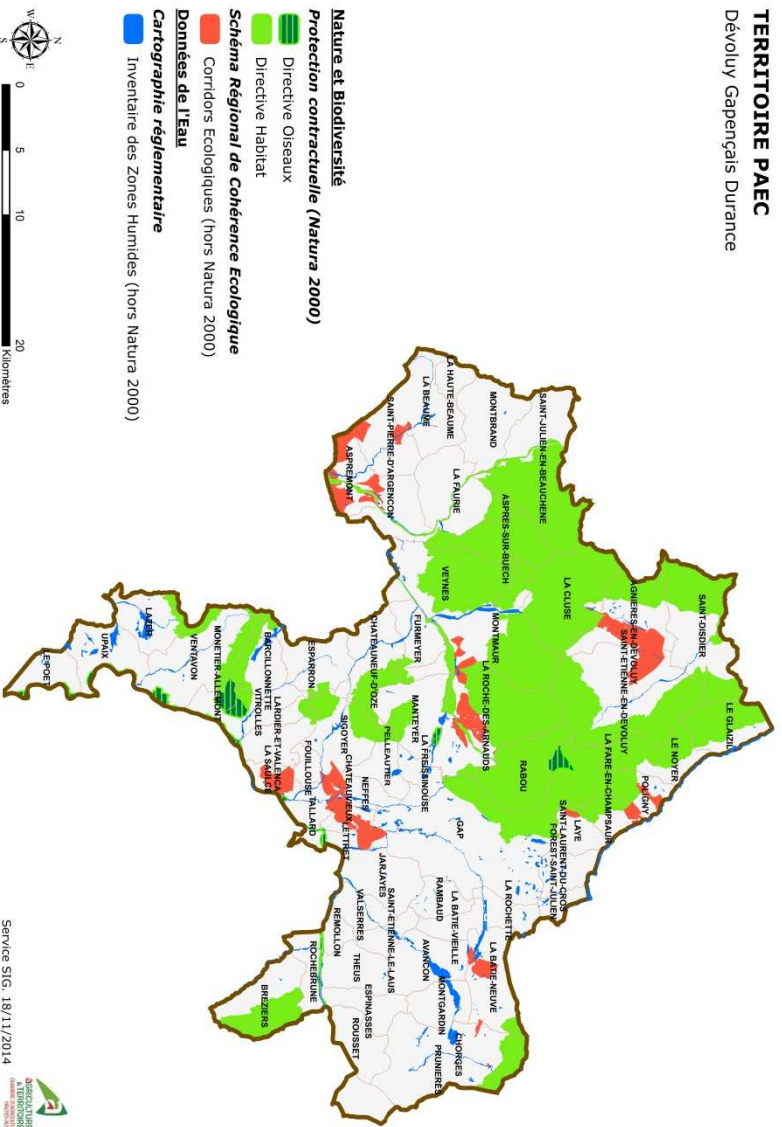 TERRITOIRE PAEC
Dévoluy Gapençais Durance
Nature et Biodiversité
Protection contractuelle (Natura 2000)
Directive Oiseaux
Directive Habitat
Schéma Régional de Cohérence Ecologique
Corridors Ecologiques (hors Natura 2000)
Données de l'Eau
Cartographie réglementaire
Inventaire des Zones Humides (hors Natura 2000)
N
W
E
S
0 5 10 20
Kilomètres
SAINT-DISDIER
LE GLAIZIL
AGNIERES-EN-DEVOLUY
SAINT-ETIENNE-EN-DEVOLUY
LE NOYER
LA CLUSE
LA FARE-EN-CHAMPSAUR
POLIGNY
SAINT-JULIEN-EN-BEAUCHENE
LAYE
SAINT-LAURENT-DU-CROS
FOREST-SAINT-JULIEN
MONTBRAND
ASPRES-SUR-BUECH
RABOU
LA HAUTE-BEAUME
LA BEAUME
LA FAURIE
MONTMAUR
LA ROCHE-DES-ARNAUDS
LA ROCHETTE
LA BATIE-NEUVE
SAINT-PIERRE-D'ARGENCON
VEYNES
GAP
LA BATIE-VIEILLE
RAMBAUD
CHORGES
PRUNIERES
MONTGARDIN
AVANCON
ASPREMONT
FURMEYER
MANTEYER
LA FREISSINOUSE
PELLEAUTIER
CHATEAUNEUF-D'OZE
JARJAYES
SAINT-ETIENNE-LE-LAUS
NEFFES
SIGOYER
CHATEAUVIEUX
LETTRET
VALSERRES
THEUS
ESPINASSES
ROUSSET
REMOLLON
ESPARRON
FOUILLOUSE
TALLARD
ROCHEBRUNE
BREZIERS
BARCILLONNETTE
VITROLLES
LARDIER-ET-VALENCA
LA SAULCE
MONETIER-ALLEMONT
VENTAVON
LAZER
UPAIX
LE POET
Service SIG. 18/11/2014
AGRICULTURES
& TERRITOIRES